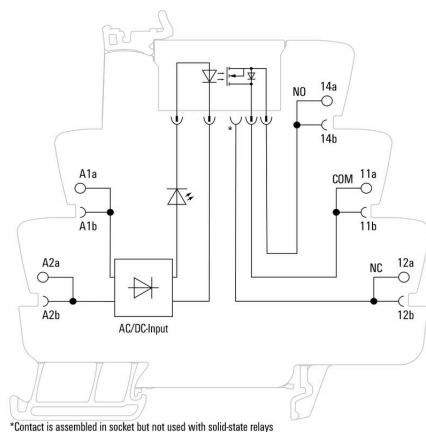 NO
14a
14b
*
A1a
A1b
COM
11a
11b
A2a
A2b
NC
12a
12b
AC/DC-Input
*Contact is assembled in socket but not used with solid-state relays